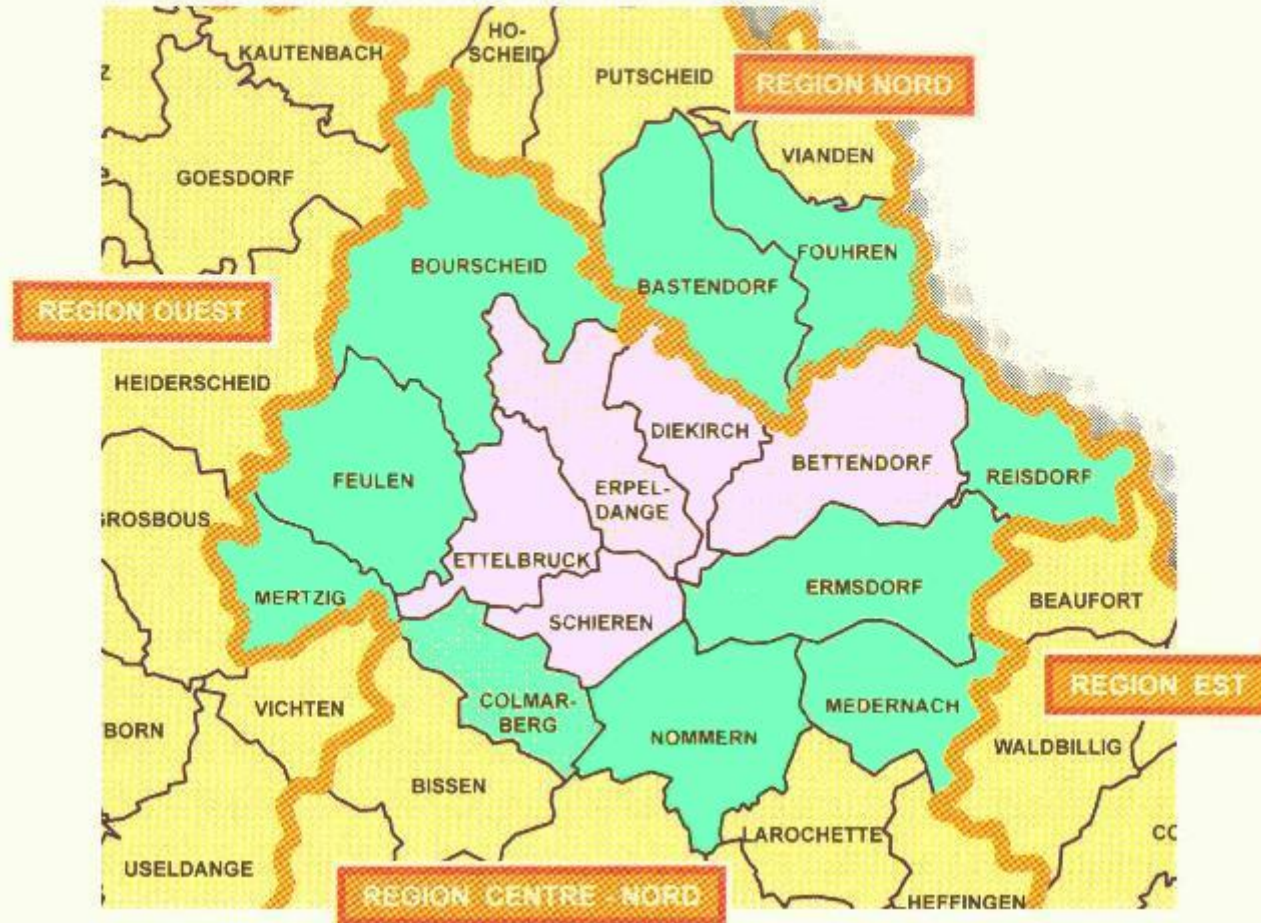 KAUTENBACH
HO-
SCHEID
PUTSCHEID
REGION NORD
VIANDEN
GOESDORF
BOURSCHEID
FOUHREN
BASTENDORF
REGION OUEST
HEIDERSCHEID
DIEKIRCH
BETTENDORF
REISDORF
FEULEN
ERPEL-
DANGE
GROSBOUS
ETTELBRUCK
MERTZIG
ERMSDORF
BEAUFORT
SCHIEREN
REGION EST
COLMAR-
BERG
MEDERNACH
VICHTEN
BORN
NOMMERN
WALDBILLIG
BISSEN
LAROCHETTE
USELDANGE
REGION CENTRE - NORD
HEFFINGEN